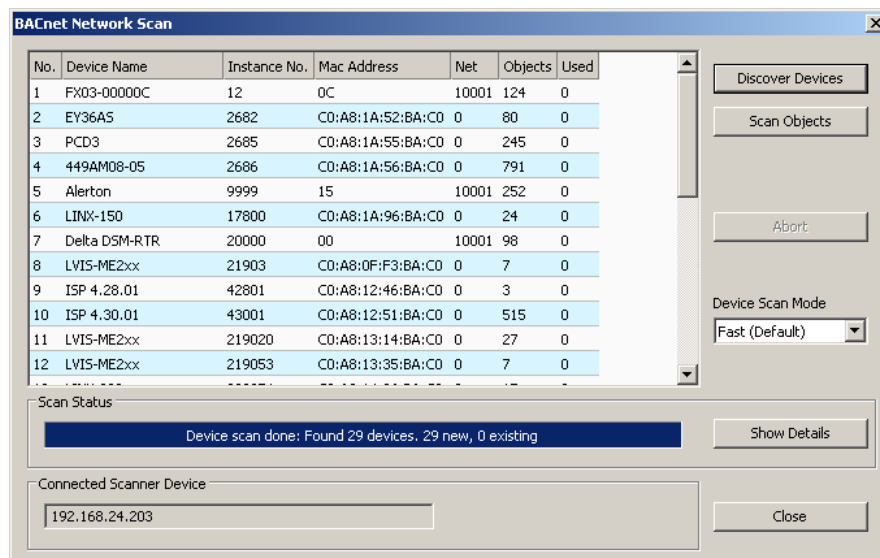 BACnet Network Scan
No. Device Name Instance No. Mac Address Net Objects Used
1 FX03-00000C 12 0C 10001 124 0
2 EY36AS 2682 C0:A8:1A:52:BA:C0 0 80 0
3 PCD3 2685 C0:A8:1A:55:BA:C0 0 245 0
4 449AM08-05 2686 C0:A8:1A:56:BA:C0 0 791 0
5 Alerton 9999 15 10001 252 0
6 LINX-150 17800 C0:A8:1A:96:BA:C0 0 24 0
7 Delta DSM-RTR 20000 00 10001 98 0
8 LVIS-ME2xx 21903 C0:A8:0F:F3:BA:C0 0 7 0
9 ISP 4.28.01 42801 C0:A8:12:46:BA:C0 0 3 0
10 ISP 4.30.01 43001 C0:A8:12:51:BA:C0 0 515 0
11 LVIS-ME2xx 219020 C0:A8:13:14:BA:C0 0 27 0
12 LVIS-ME2xx 219053 C0:A8:13:35:BA:C0 0 7 0
Discover Devices
Scan Objects
Abort
Device Scan Mode
Fast (Default)
Scan Status
Device scan done: Found 29 devices. 29 new, 0 existing
Show Details
Connected Scanner Device
192.168.24.203
Close